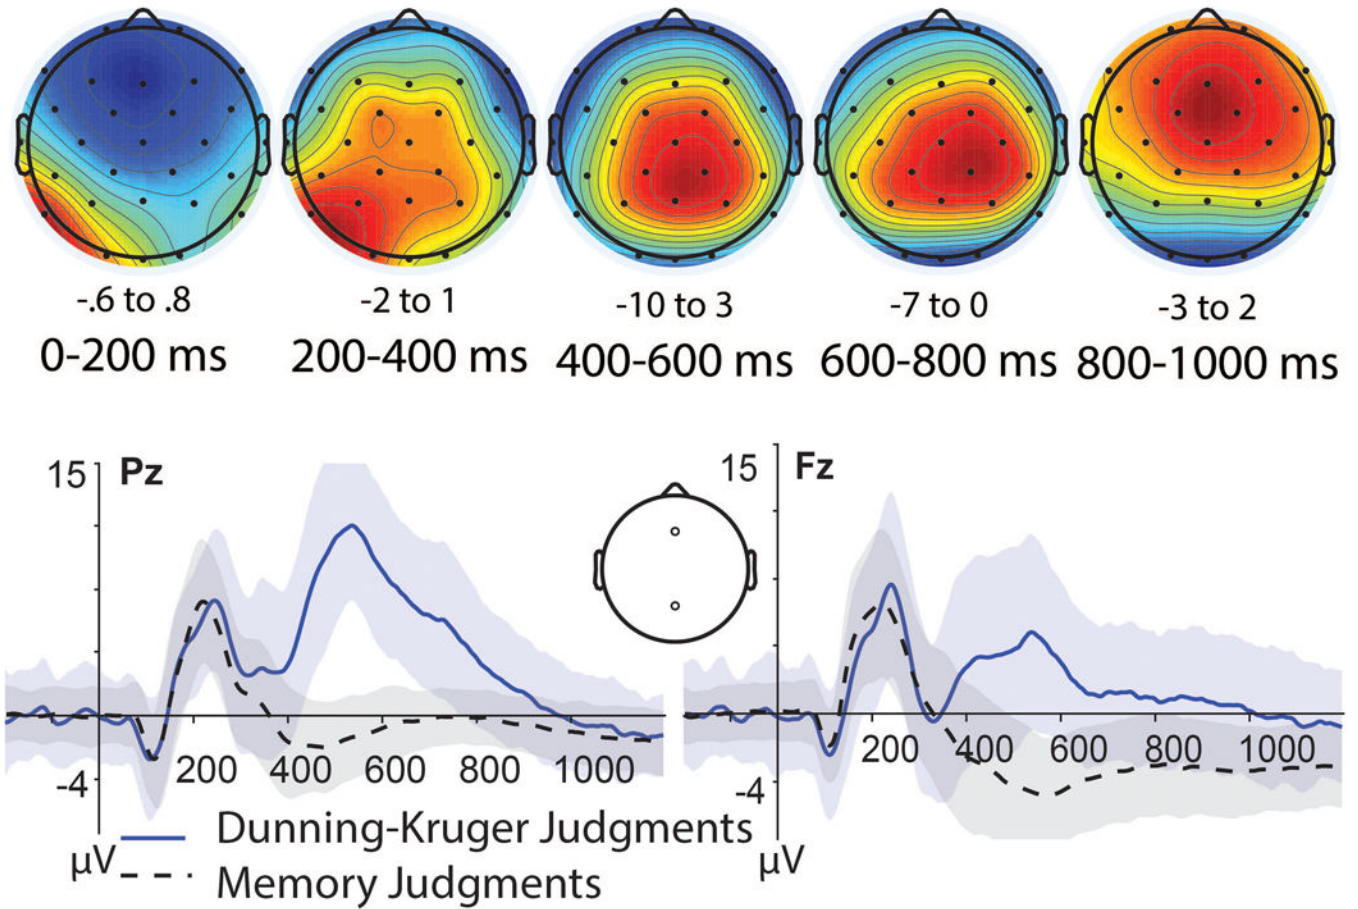 -.6 to .8
-2 to 1
-10 to 3
-7 to 0
-3 to 2
0-200 ms
200-400 ms
400-600 ms
600-800 ms
800-1000 ms
15
Pz
200
400
600
800
1000
-4
μV
15
Fz
200
400
600
800
1000
-4
μV
Dunning-Kruger Judgments
Memory Judgments